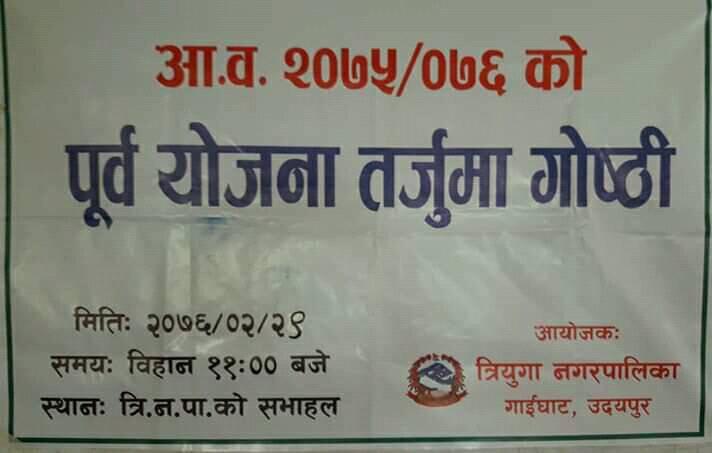 आ.व. २०७५/०७६ को
पूर्व योजना तर्जुमा गोष्ठी
मितिः २०७६/०२/२९
समयः विहान ११:०० बजे
स्थानः त्रि.न.पा.को सभाहल
आयोजकः
त्रियुगा नगरपालिका
गाईघाट, उदयपुर